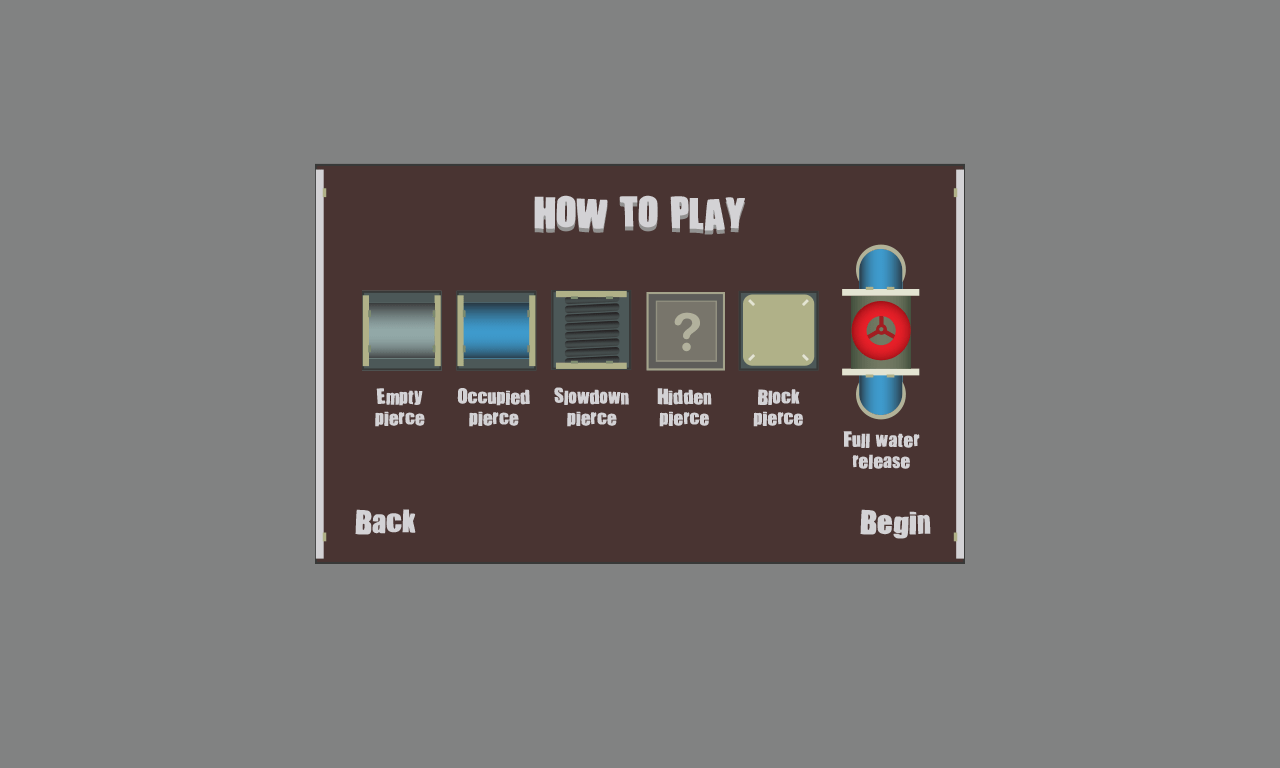 HOW TO PLAY
?
Empty
pierce
Occupied
pierce
Slowdown
pierce
Hidden
pierce
Block
pierce
Full water
release
Back
Begin